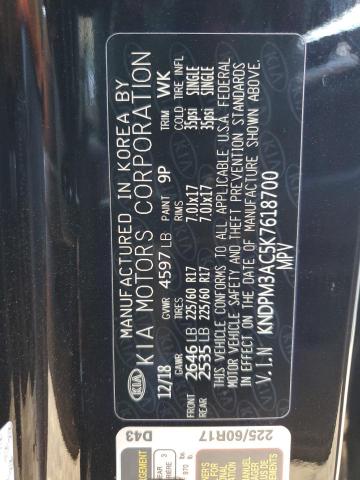 MANUFACTURED IN KOREA BY
KIA MOTORS CORPORATION
KIA
12/18 GVWR 4597 LB PAINT 9P TRIM WK
GAWR TIRES RIMS COLD TIRE INFL
FRONT 2646 LB 225/60 R17 7.0Jx17 35psi SINGLE
REAR 2535 LB 225/60 R17 7.0Jx17 35psi SINGLE
THIS VEHICLE CONFORMS TO ALL APPLICABLE U.S.A. FEDERAL
MOTOR VEHICLE SAFETY AND THEFT PREVENTION STANDARDS
IN EFFECT ON THE DATE OF MANUFACTURE SHOWN ABOVE.
V.I.N KNDPM3AC5K7618700
MPV
D43
225/60R17